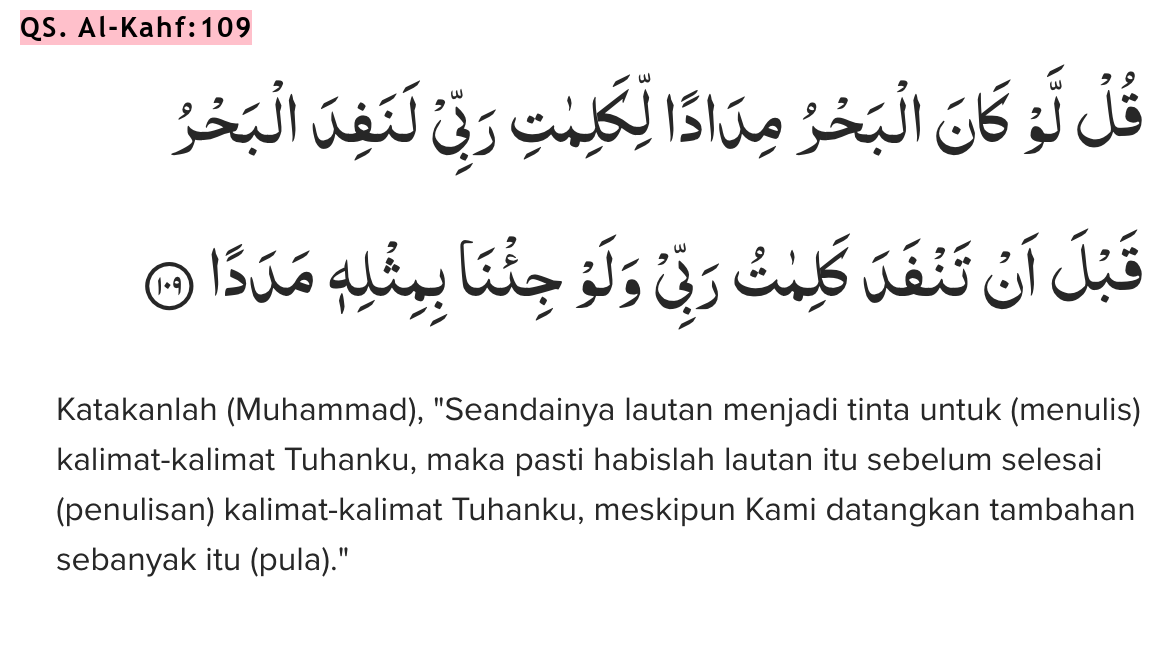 QS. Al-Kahf:109
قُلْ لَّوْ كَانَ الْبَحْرُ مِدَادًا لِّكَلِمٰتِ رَبِّيْ لَنَفِدَ الْبَحْرُ
قَبْلَ اَنْ تَنْفَدَ كَلِمٰتُ رَبِّيْ وَلَوْ جِئْنَا بِمِثْلِهٖ مَدَدًا ١٠٩
Katakanlah (Muhammad), "Seandainya lautan menjadi tinta untuk (menulis)
kalimat-kalimat Tuhanku, maka pasti habislah lautan itu sebelum selesai
(penulisan) kalimat-kalimat Tuhanku, meskipun Kami datangkan tambahan
sebanyak itu (pula)."